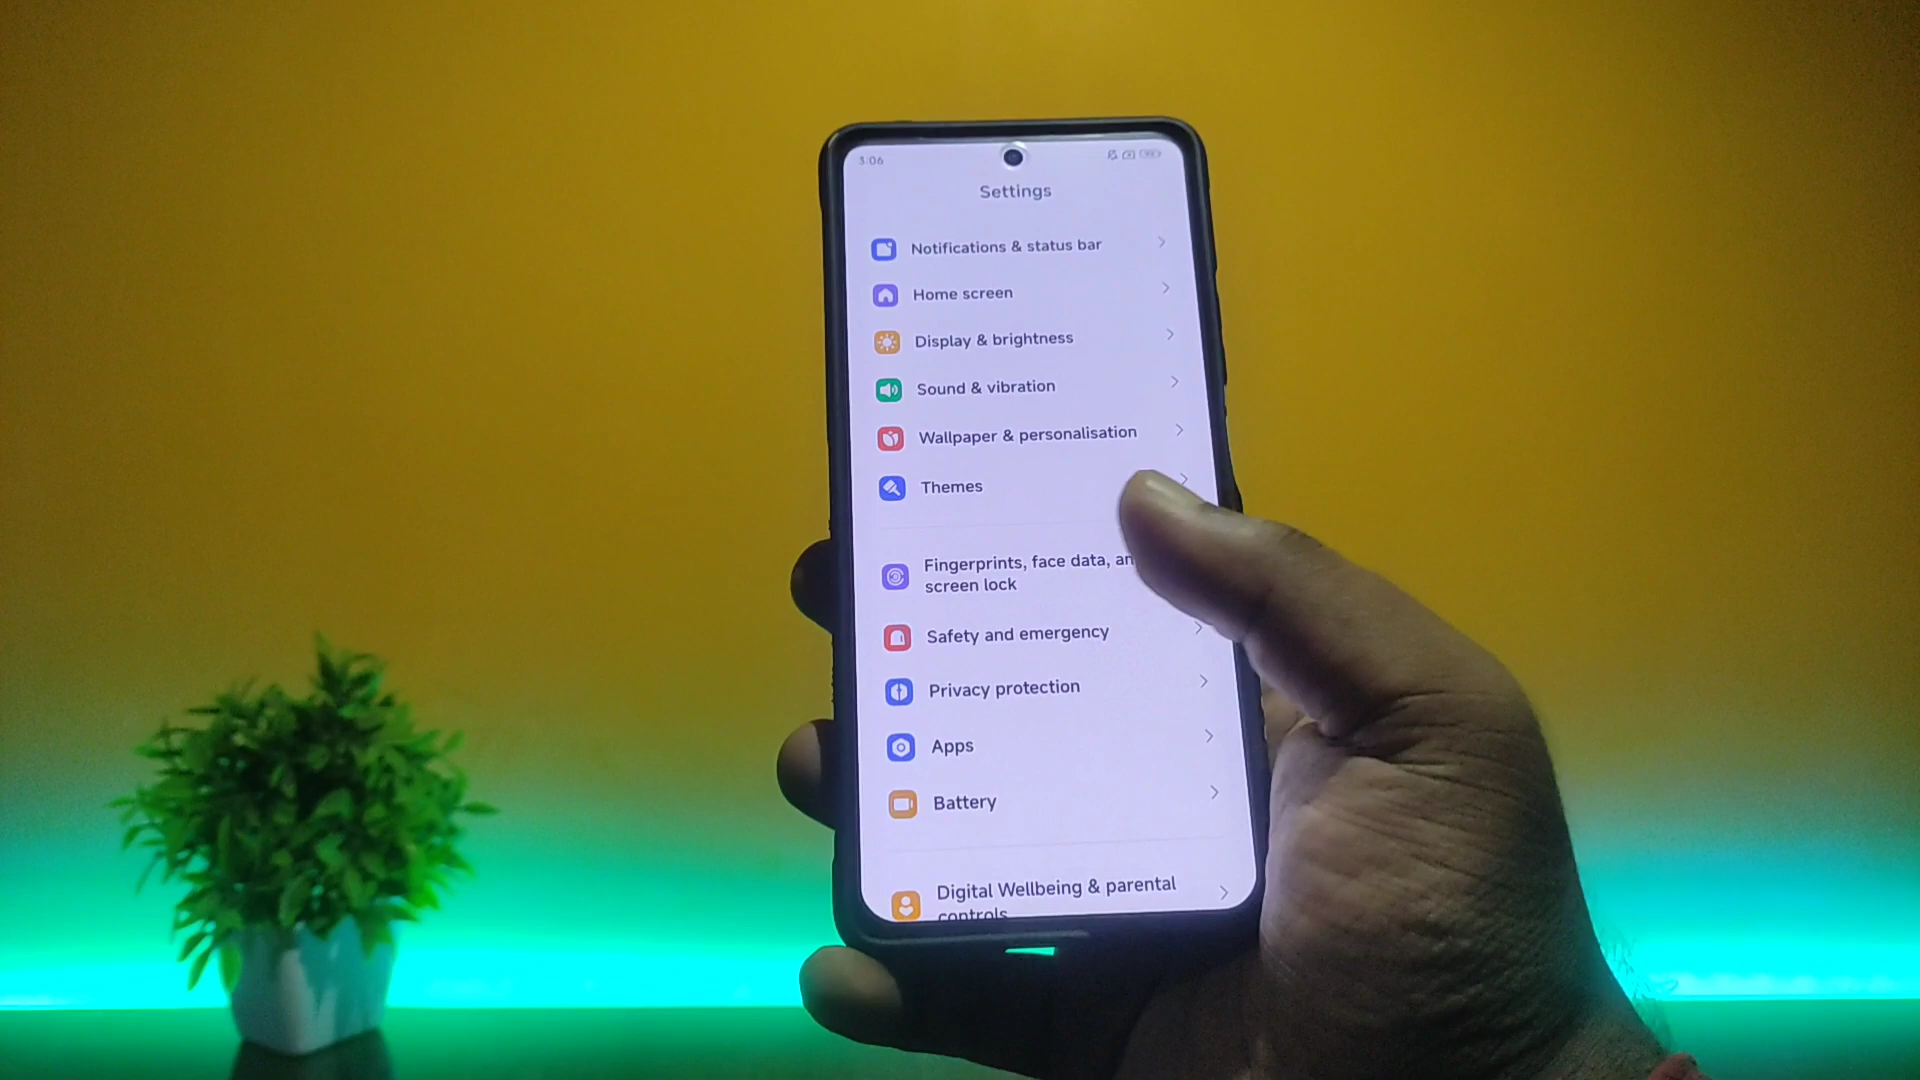 3:06
Settings
Notifications & status bar
Home screen
Display & brightness
Sound & vibration
Wallpaper & personalisation
Themes
Fingerprints, face data, an
screen lock
Safety and emergency
Privacy protection
Apps
Battery
Digital Wellbeing & parental
controls